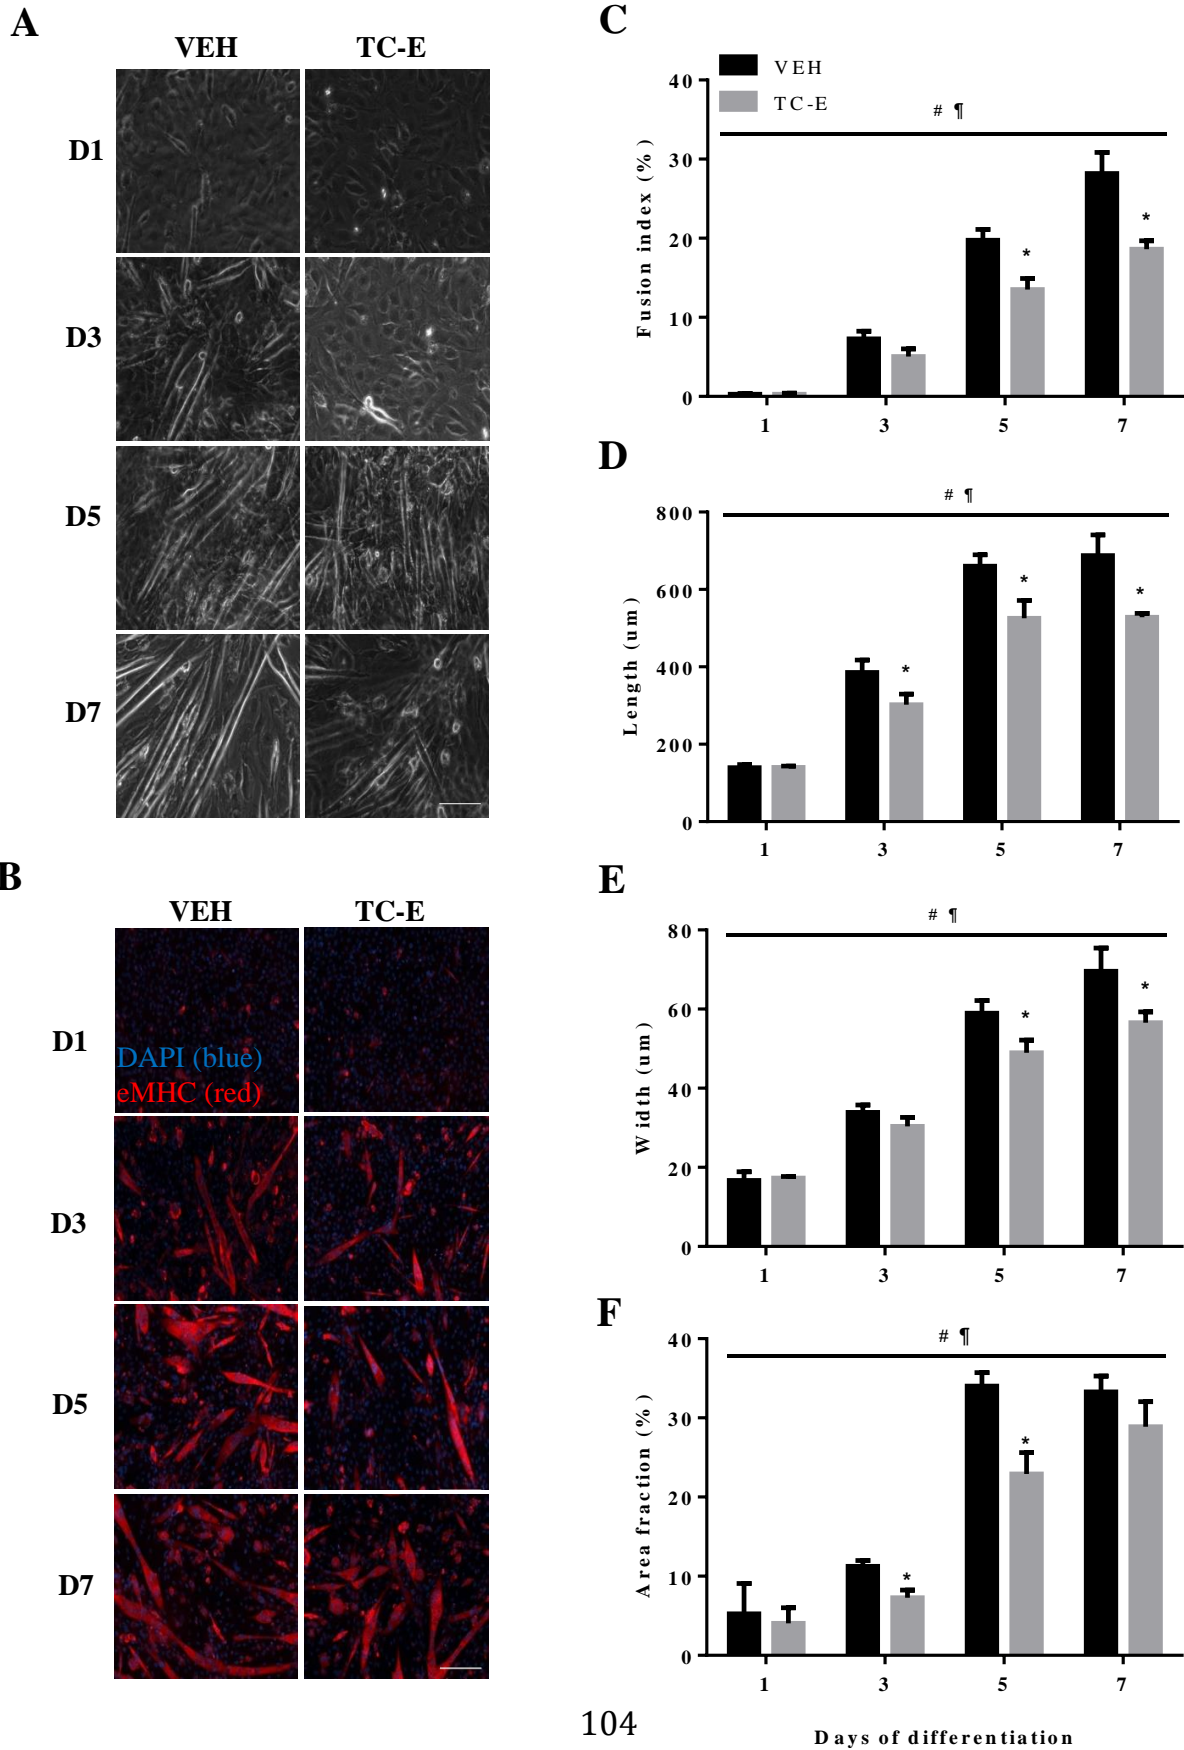 A
VEH TC-E
D1
D3
D5
D7
B
VEH TC-E
D1
DAPI (blue)
eMHC (red)
D3
D5
D7
C
VEH
TC-E
# ¶
Fusion index (%)
40
30
*
20
*
10
0
1 3 5 7
D
# ¶
Length (um)
800
600
*
*
400
*
200
0
1 3 5 7
E
# ¶
Width (um)
80
*
60
*
40
20
0
1 3 5 7
F
# ¶
Area fraction (%)
40
30
*
20
10
*
0
1 3 5 7
Days of differentiation
104